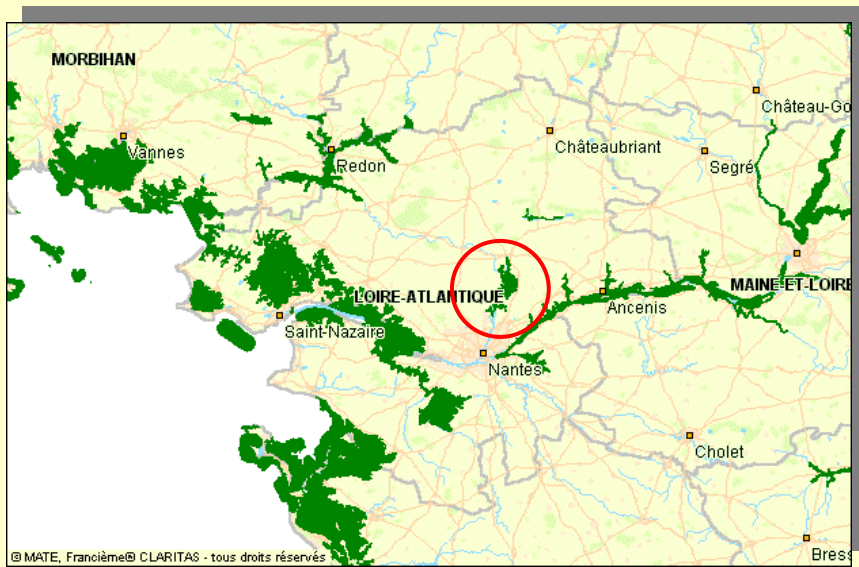 MORBIHAN
Château-Go
Vannes
Redon
Châteaubriant
Segré
LOIRE-ATLANTIQUE
MAINE-ET-LOIRE
Ancenis
Saint-Nazaire
Nantes
Cholet
@ MATE, Francième® CLARITAS - tous droits réservés
Bress